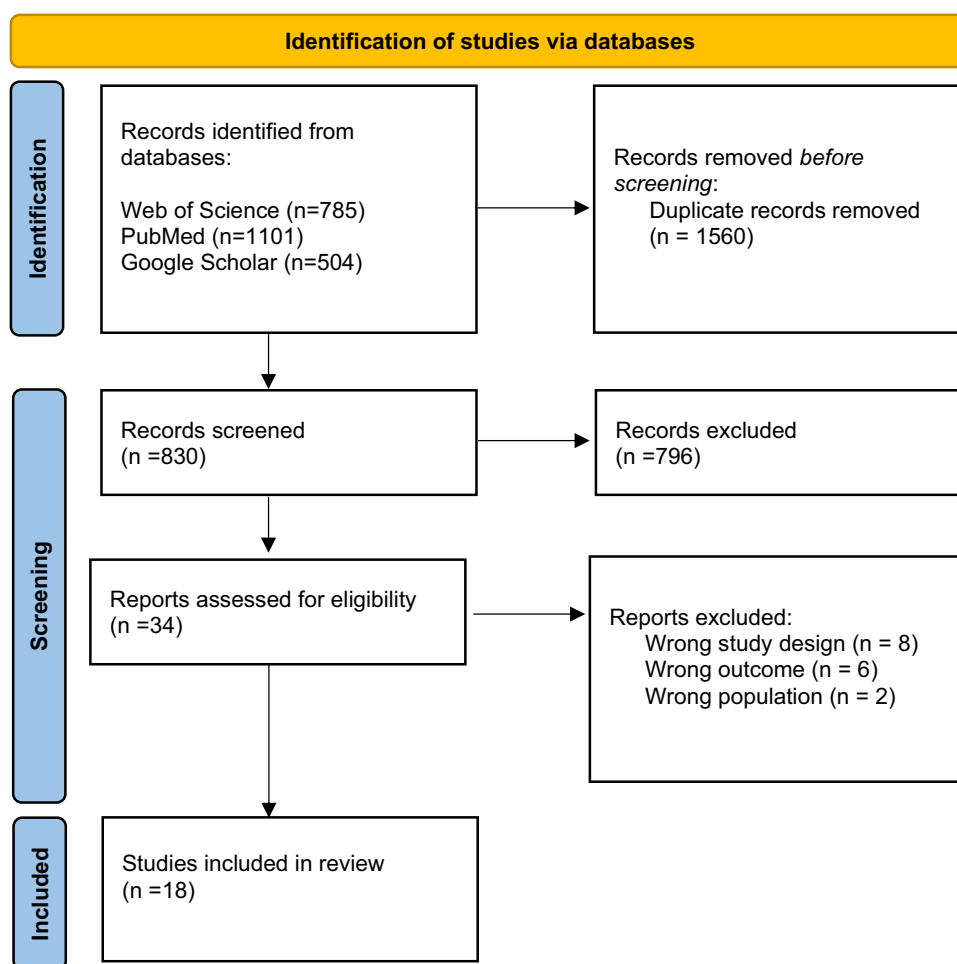 Identification of studies via databases
Identification
Records identified from
databases:
Web of Science (n=785)
PubMed (n=1101)
Google Scholar (n=504)
Records removed before
screening:
Duplicate records removed
(n = 1560)
Screening
Records screened
(n =830)
Records excluded
(n =796)
Reports assessed for eligibility
(n =34)
Reports excluded:
Wrong study design (n = 8)
Wrong outcome (n = 6)
Wrong population (n = 2)
Included
Studies included in review
(n =18)